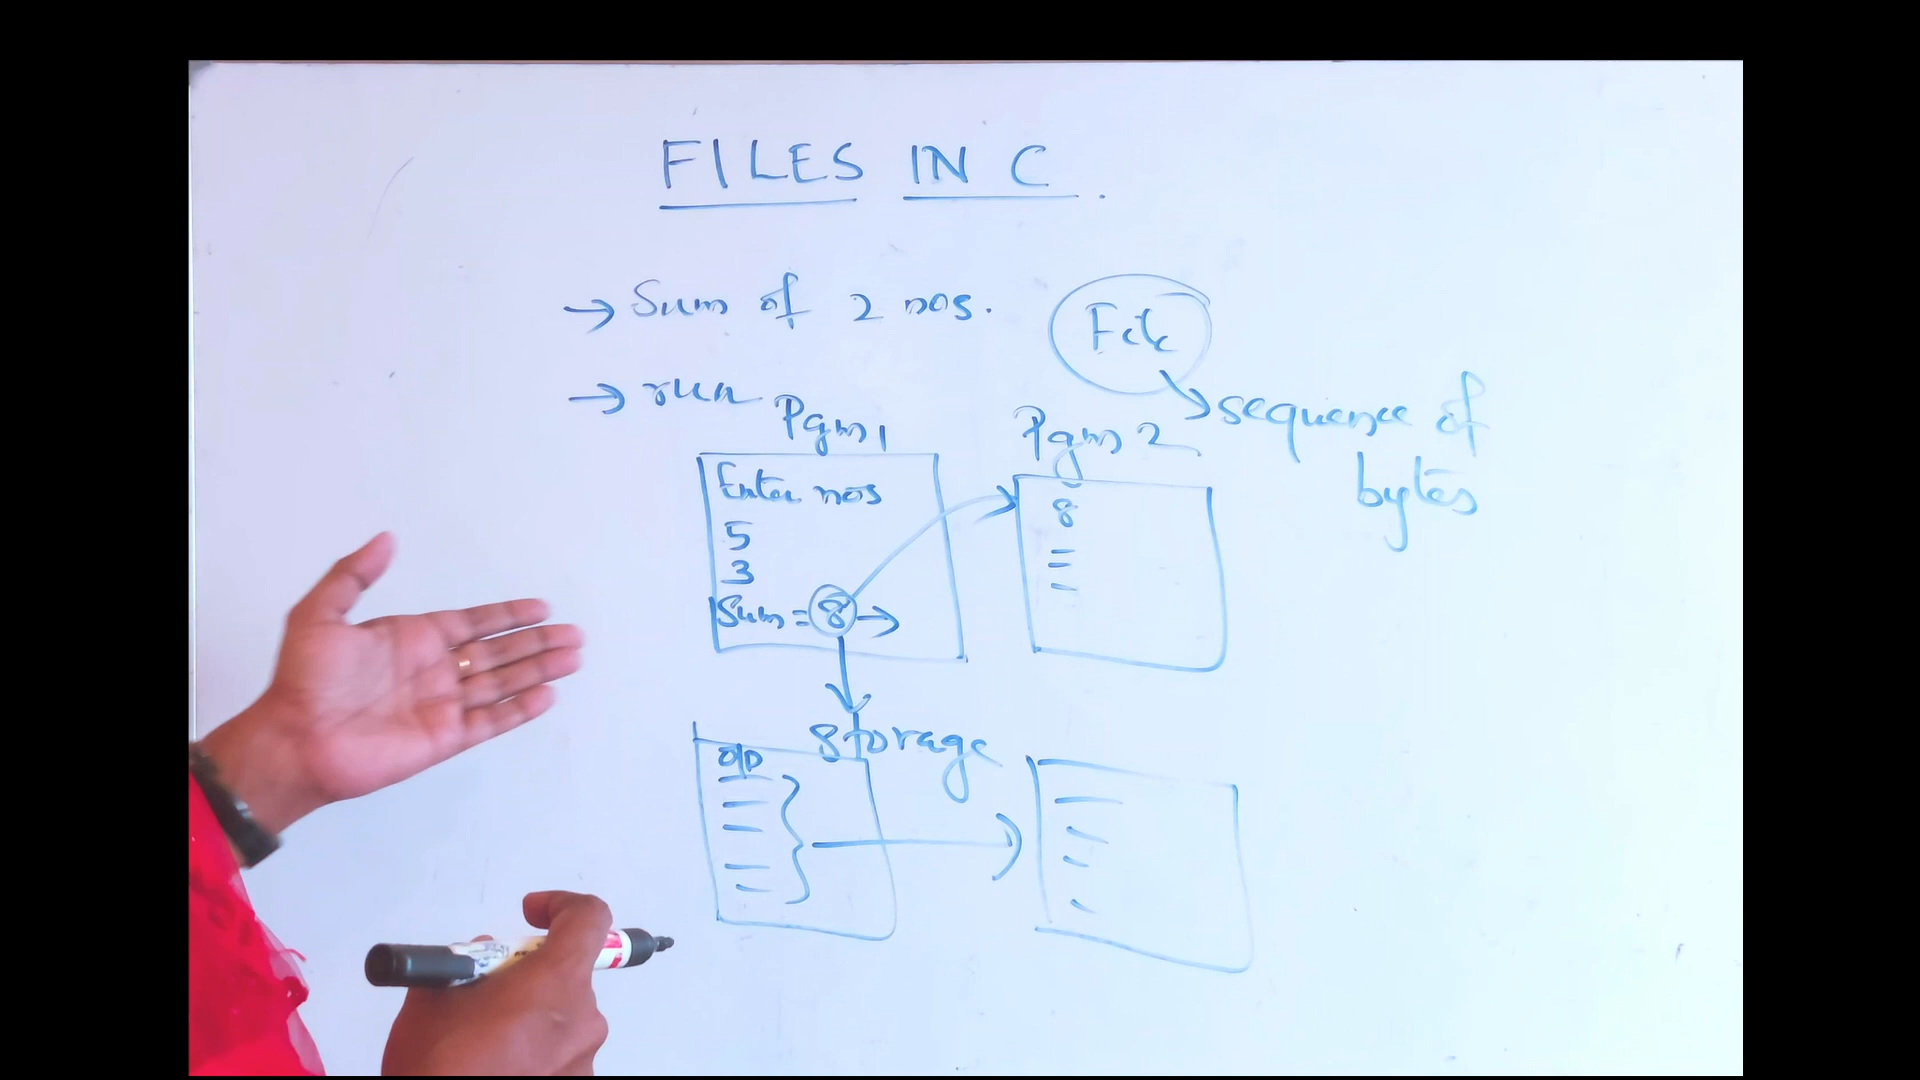 FILES IN C.
→ Sum of 2 nos.
File
→ run
→ sequence of
bytes
Pgm 1
Pgm 2
Enter nos
5
3
Sum = 8 →
8
Storage
o/p